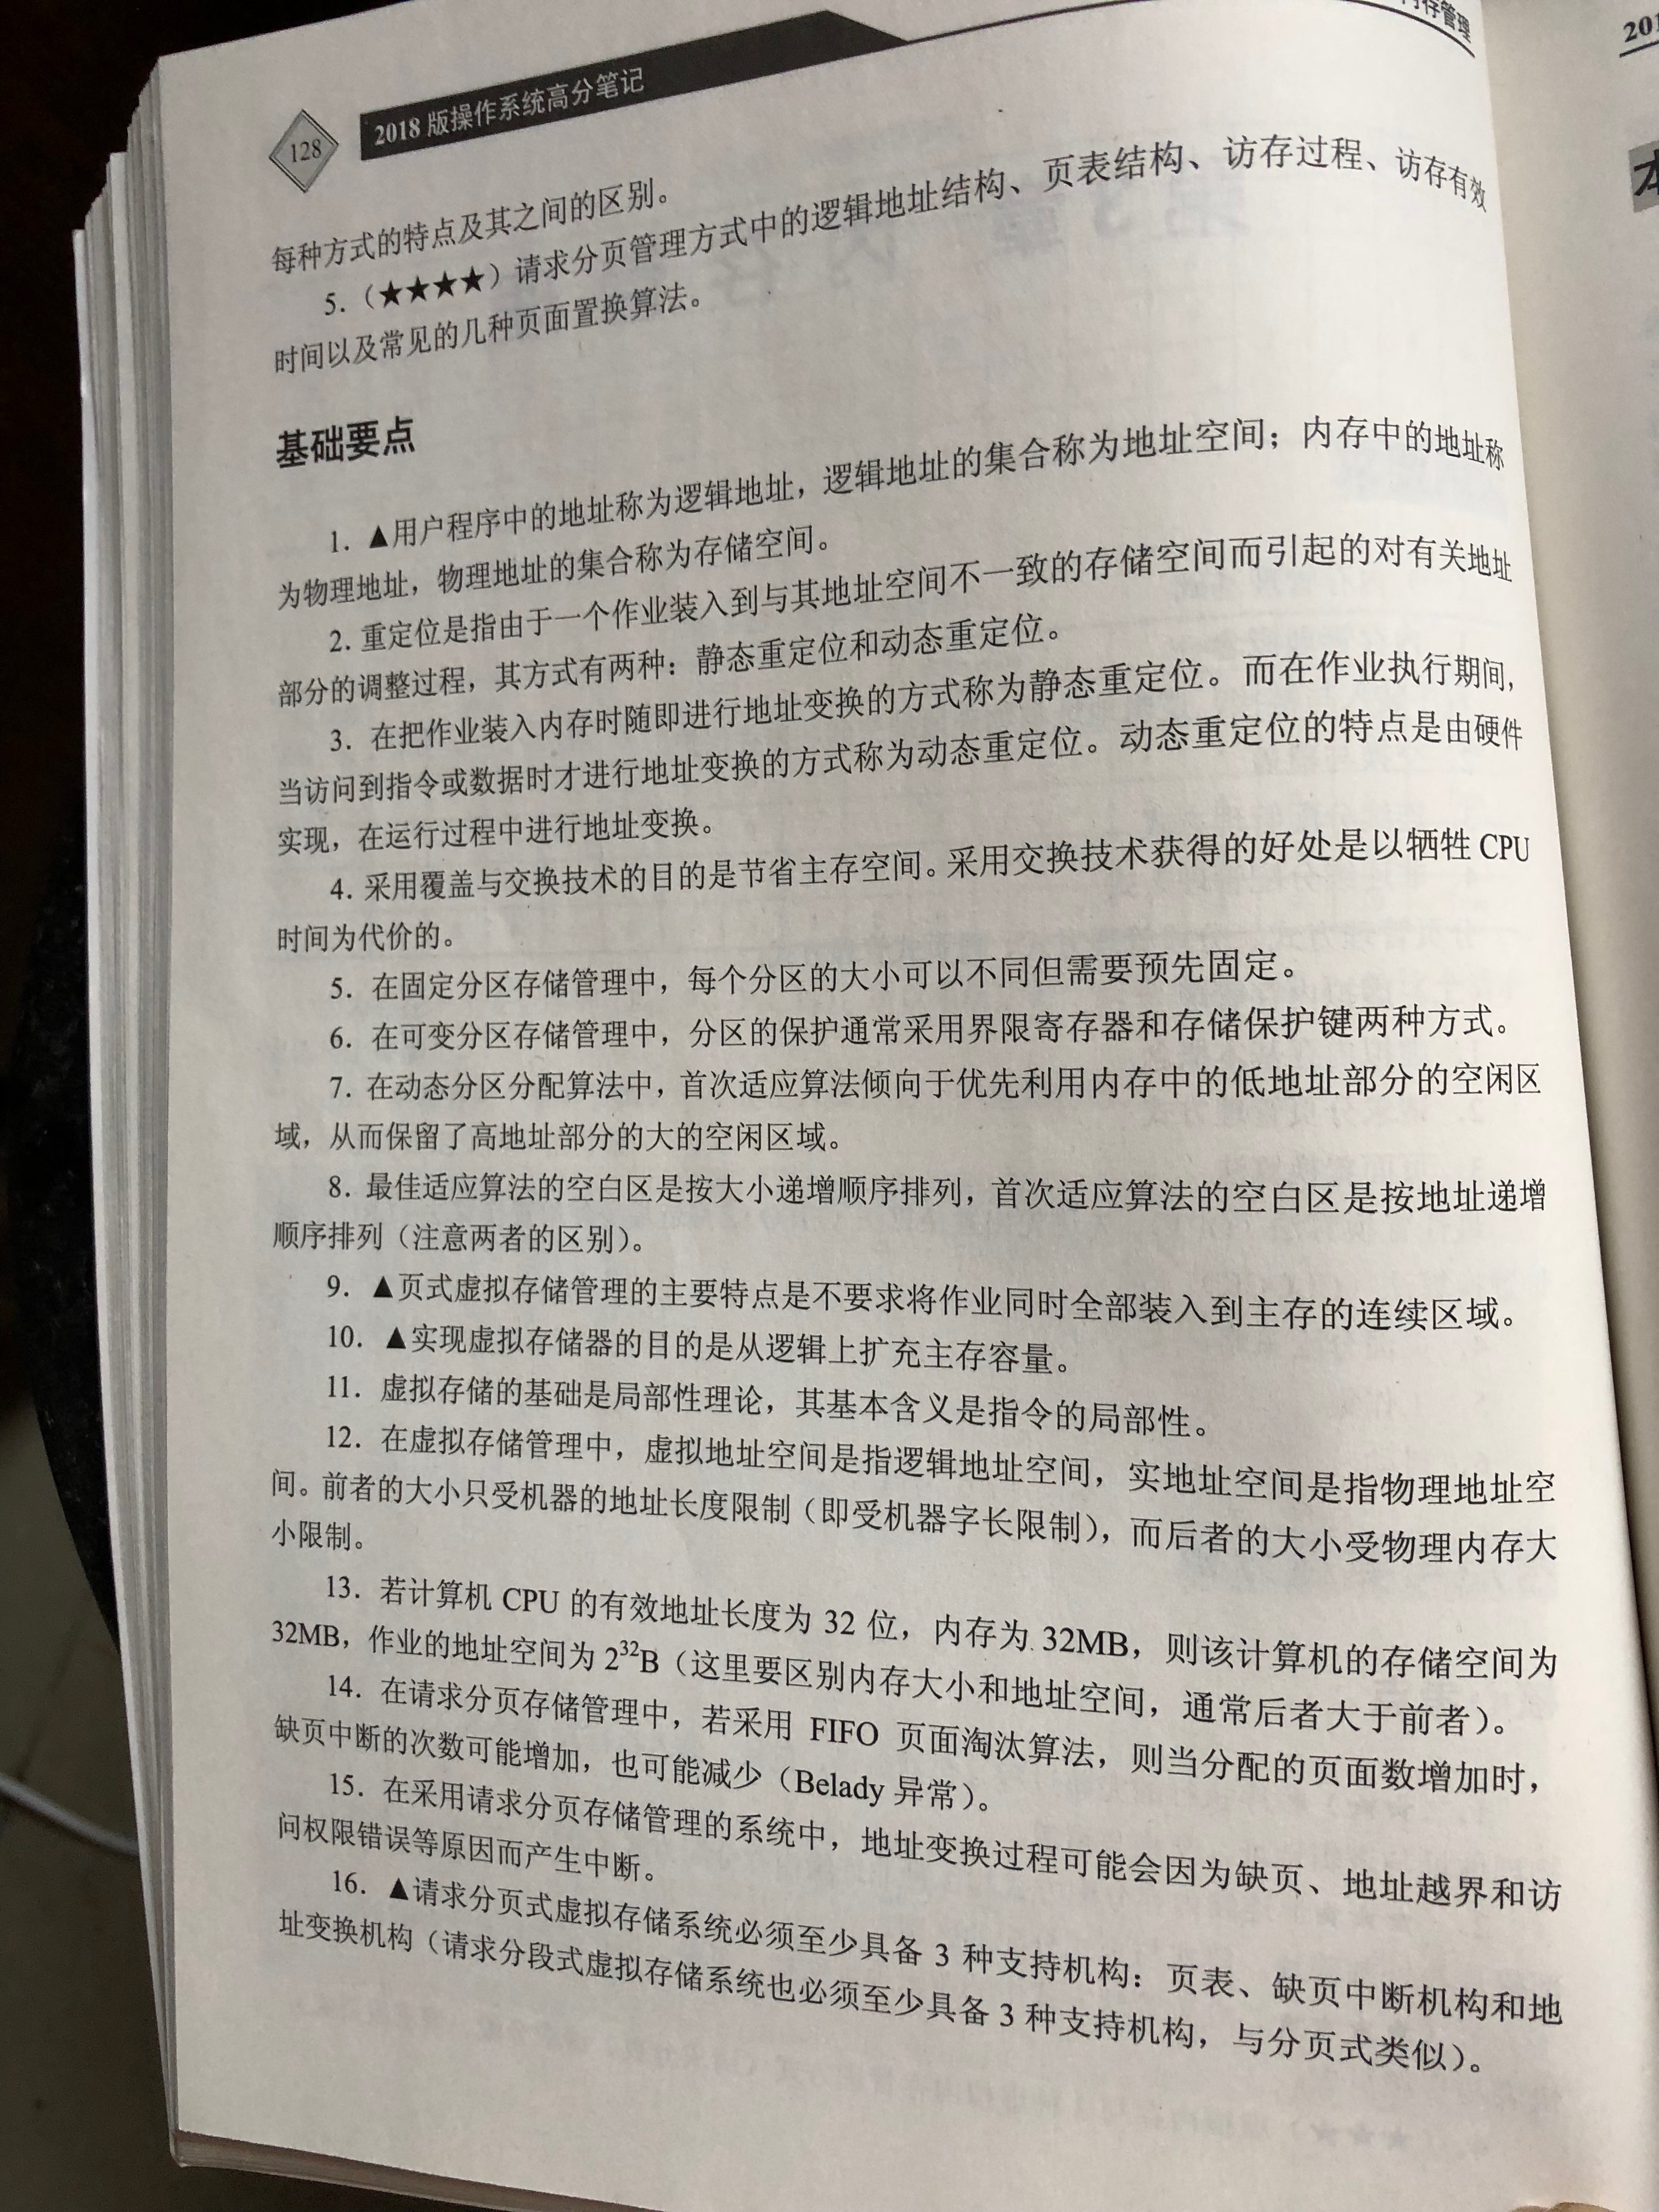 内存管理
128
2018 版操作系统高分笔记
每种方式的特点及其之间的区别。
5.（★★★★）请求分页管理方式中的逻辑地址结构、页表结构、访存过程、访存有效
时间以及常见的几种页面置换算法。
基础要点
1. ▲用户程序中的地址称为逻辑地址，逻辑地址的集合称为地址空间；内存中的地址称
为物理地址，物理地址的集合称为存储空间。
2. 重定位是指由于一个作业装入到与其地址空间不一致的存储空间而引起的对有关地址
部分的调整过程，其方式有两种：静态重定位和动态重定位。
3. 在把作业装入内存时随即进行地址变换的方式称为静态重定位。而在作业执行期间，
当访问到指令或数据时才进行地址变换的方式称为动态重定位。动态重定位的特点是由硬件
实现，在运行过程中进行地址变换。
4. 采用覆盖与交换技术的目的是节省主存空间。采用交换技术获得的好处是以牺牲 CPU
时间为代价的。
5. 在固定分区存储管理中，每个分区的大小可以不同但需要预先固定。
6. 在可变分区存储管理中，分区的保护通常采用界限寄存器和存储保护键两种方式。
7. 在动态分区分配算法中，首次适应算法倾向于优先利用内存中的低地址部分的空闲区
域，从而保留了高地址部分的大的空闲区域。
8. 最佳适应算法的空白区是按大小递增顺序排列，首次适应算法的空白区是按地址递增
顺序排列（注意两者的区别）。
9. ▲页式虚拟存储管理的主要特点是不要求将作业同时全部装入到主存的连续区域。
10. ▲实现虚拟存储器的目的是从逻辑上扩充主存容量。
11. 虚拟存储的基础是局部性理论，其基本含义是指令的局部性。
12. 在虚拟存储管理中，虚拟地址空间是指逻辑地址空间，实地址空间是指物理地址空
间。前者的大小只受机器的地址长度限制（即受机器字长限制），而后者的大小受物理内存大
小限制。
13. 若计算机 CPU 的有效地址长度为 32 位，内存为 32MB，则该计算机的存储空间为
32MB，作业的地址空间为 2³²B（这里要区别内存大小和地址空间，通常后者大于前者）。
14. 在请求分页存储管理中，若采用 FIFO 页面淘汰算法，则当分配的页面数增加时，
缺页中断的次数可能增加，也可能减少（Belady 异常）。
15. 在采用请求分页存储管理的系统中，地址变换过程可能会因为缺页、地址越界和访
问权限错误等原因而产生中断。
16. ▲请求分页式虚拟存储系统必须至少具备 3 种支持机构：页表、缺页中断机构和地
址变换机构（请求分段式虚拟存储系统也必须至少具备 3 种支持机构，与分页式类似）。
201
本